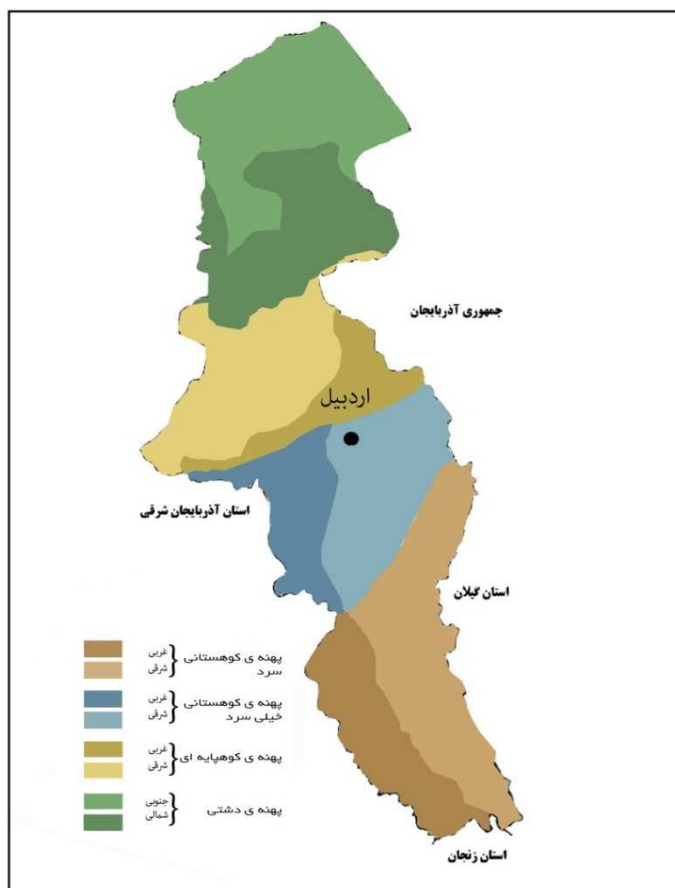 جمهوری آذربایجان
اردبیل
استان آذربایجان شرقی
استان گیلان
پهنه ی کوهستانی سرد
غربی
شرقی
پهنه ی کوهستانی خیلی سرد
غربی
شرقی
پهنه ی کوهپایه ای
غربی
شرقی
پهنه ی دشتی
جنوبی
شمالی
استان زنجان